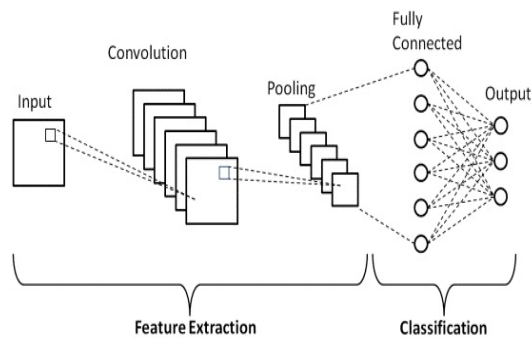 Fully
Connected
Convolution
Pooling
Output
Input
Feature Extraction
Classification